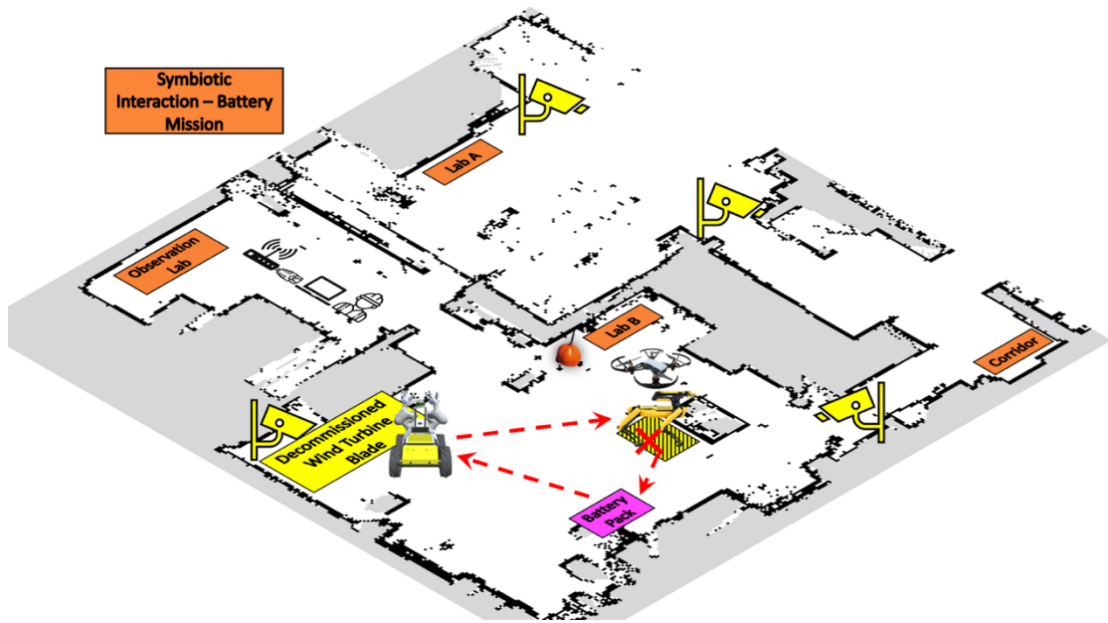 Symbiotic
Interaction – Battery
Mission
Lab A
Observation
Lab
Lab B
Corridor
Decommissioned
Wind Turbine
Blade
Battery
Pack